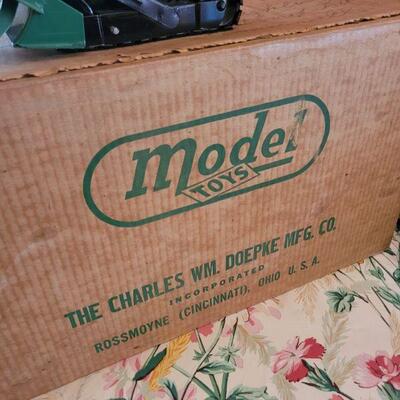 Model
TOYS
THE CHARLES WM. DOEPKE MFG. CO.
INCORPORATED
ROSSMOYNE (CINCINNATI), OHIO U. S. A.